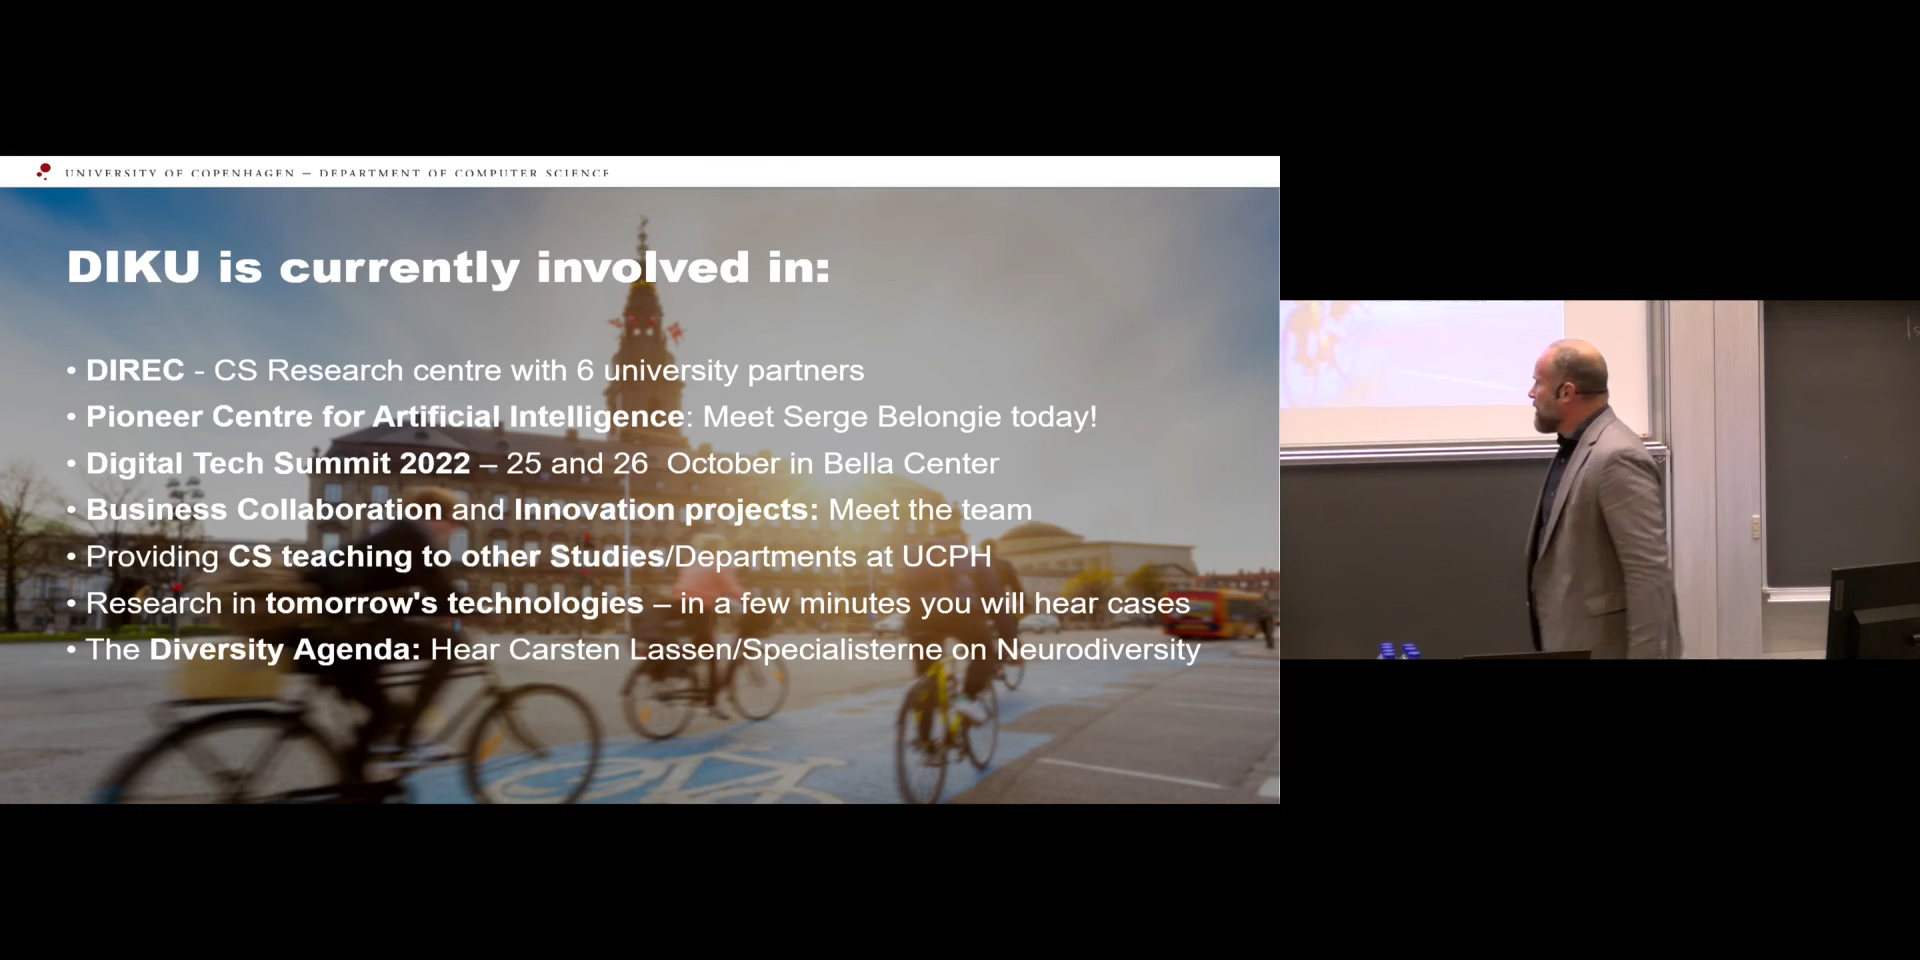 UNIVERSITY OF COPENHAGEN – DEPARTMENT OF COMPUTER SCIENCE
DIKU is currently involved in:
• DIREC - CS Research centre with 6 university partners
• Pioneer Centre for Artificial Intelligence: Meet Serge Belongie today!
• Digital Tech Summit 2022 – 25 and 26  October in Bella Center
• Business Collaboration and Innovation projects: Meet the team
• Providing CS teaching to other Studies/Departments at UCPH
• Research in tomorrow's technologies – in a few minutes you will hear cases
• The Diversity Agenda: Hear Carsten Lassen/Specialisterne on Neurodiversity